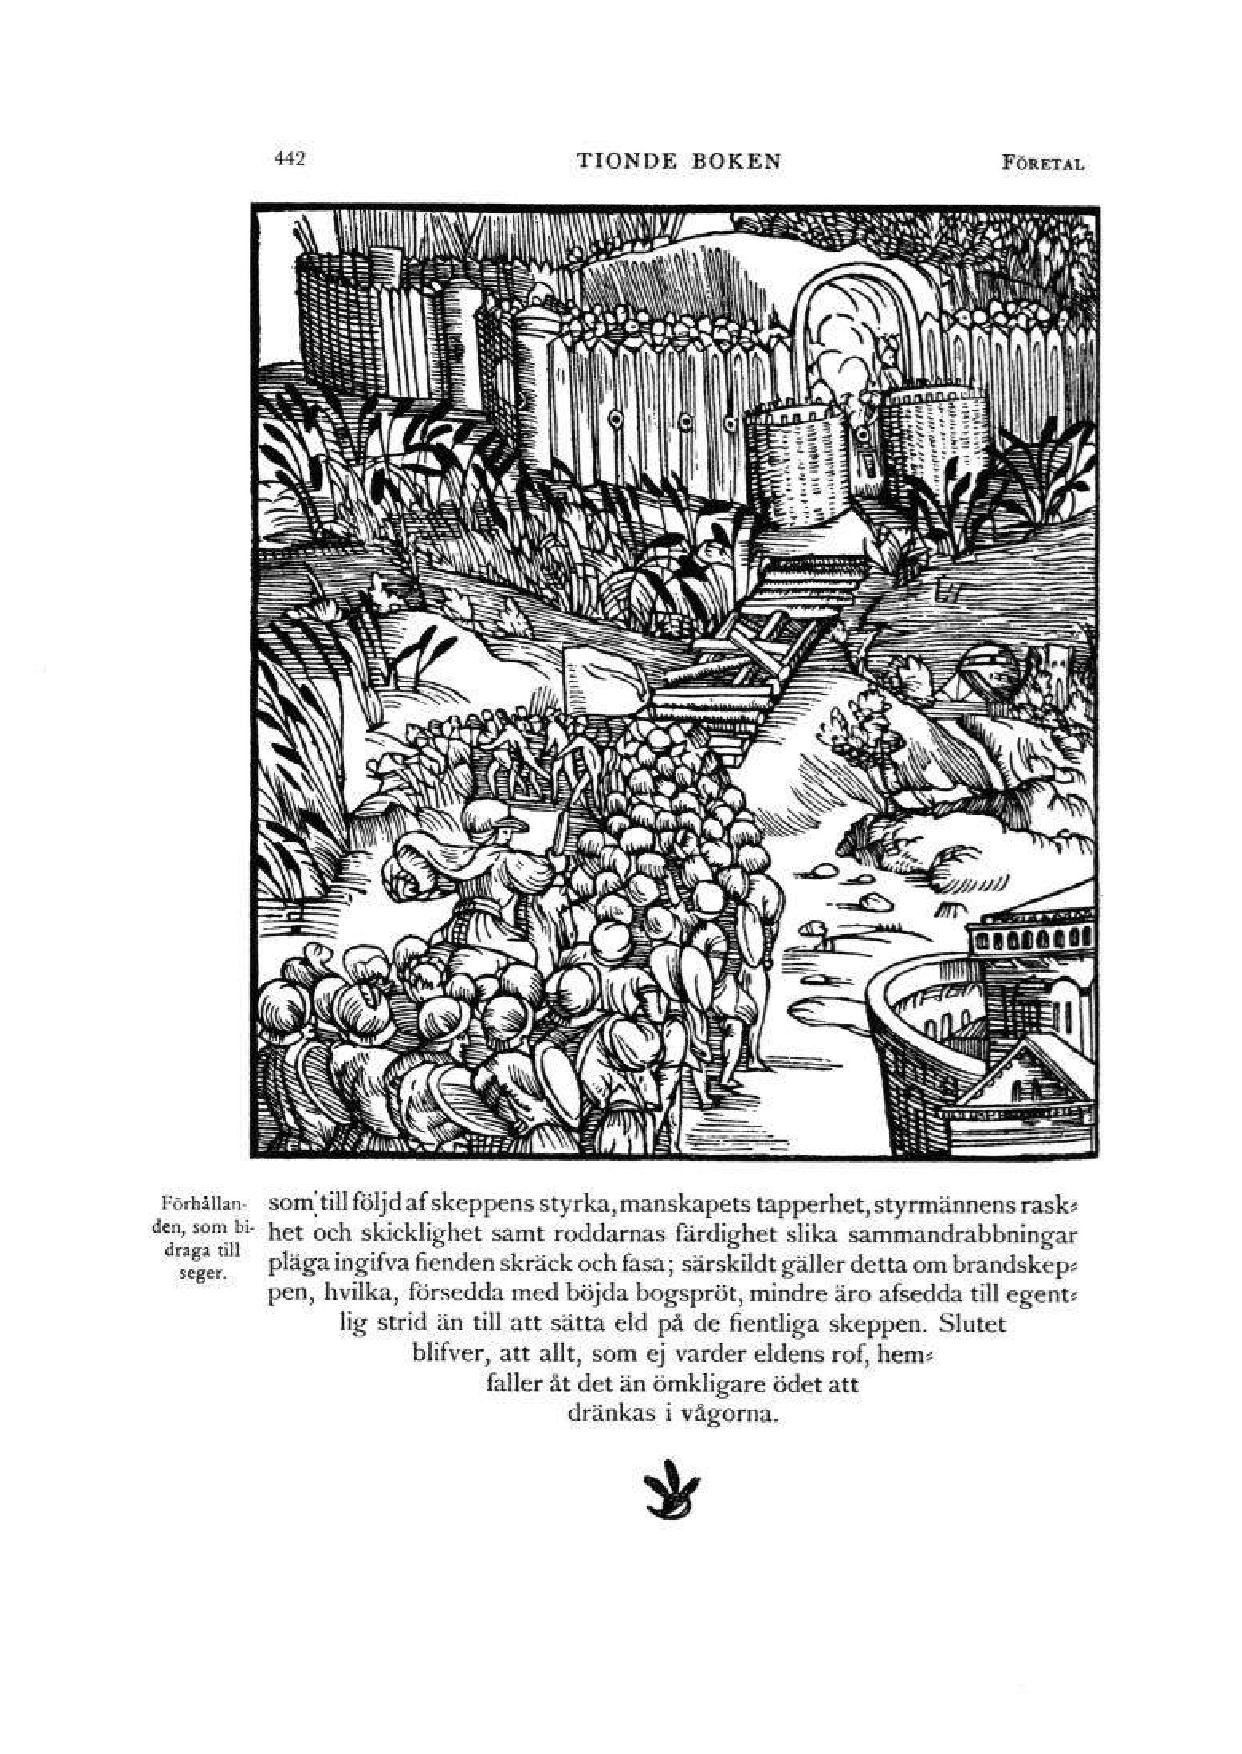 442
TIONDE BOKEN
FÖRETAL
Förhållan-
den, som bi-
draga till
seger.
som till följd af skeppens styrka, manskapets tapperhet, styrmännens rask-
het och skicklighet samt roddarnas färdighet slika sammandrabbningar
pläga ingifva fienden skräck och fasa; särskildt gäller detta om brandskep-
pen, hvilka, försedda med böjda bogspröt, mindre äro afsedda till egent-
lig strid än till att sätta eld på de fientliga skeppen. Slutet
blifver, att allt, som ej varder eldens rof, hem-
faller åt det än ömkligare ödet att
dränkas i vågorna.